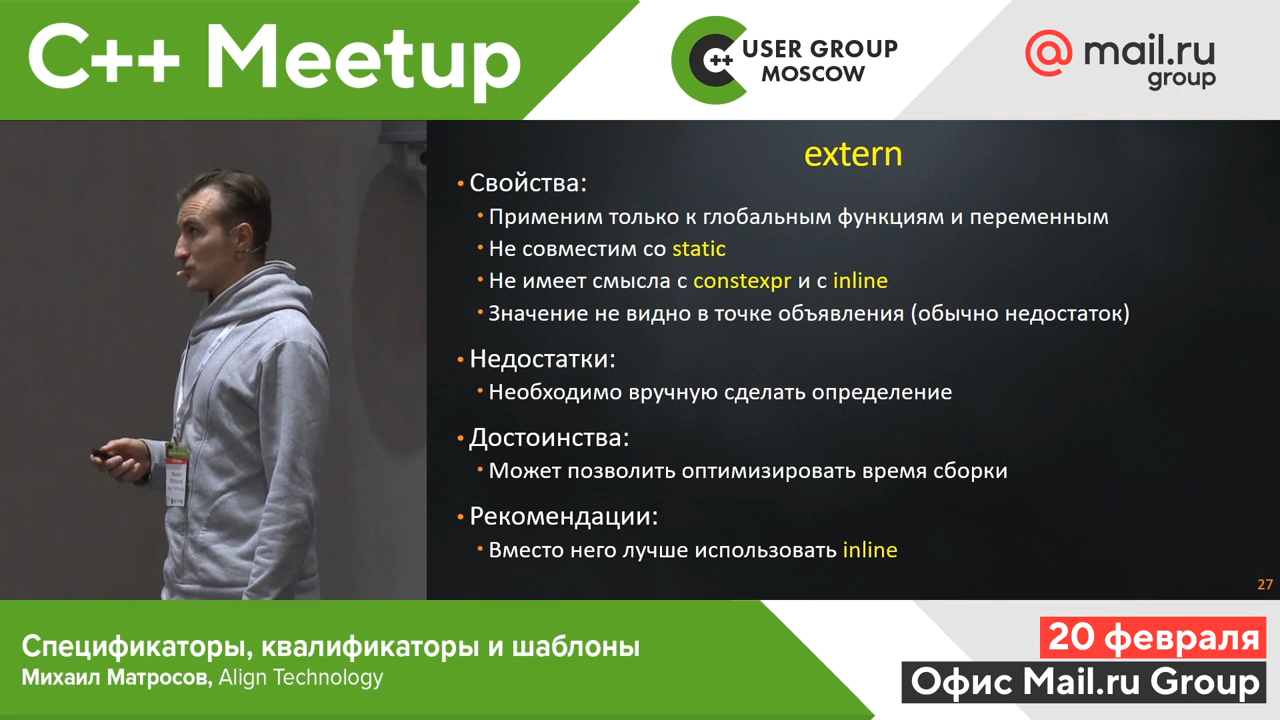 C++ Meetup
C++ USER GROUP
MOSCOW
@ mail.ru
group
extern
• Свойства:
• Применим только к глобальным функциям и переменным
• Не совместим со static
• Не имеет смысла с constexpr и с inline
• Значение не видно в точке объявления (обычно недостаток)
• Недостатки:
• Необходимо вручную сделать определение
• Достоинства:
• Может позволить оптимизировать время сборки
• Рекомендации:
• Вместо него лучше использовать inline
27
Спецификаторы, квалификаторы и шаблоны
Михаил Матросов, Align Technology
20 февраля
Офис Mail.ru Group